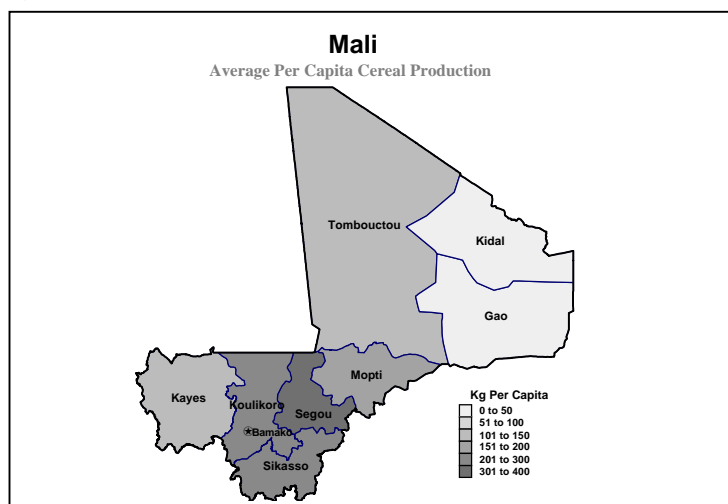 Mali
Average Per Capita Cereal Production
Tombouctou
Kidal
Gao
Mopti
Kayes
Koulikoro
Segou
Bamako
Sikasso
Kg Per Capita
0 to 50
51 to 100
101 to 150
151 to 200
201 to 300
301 to 400